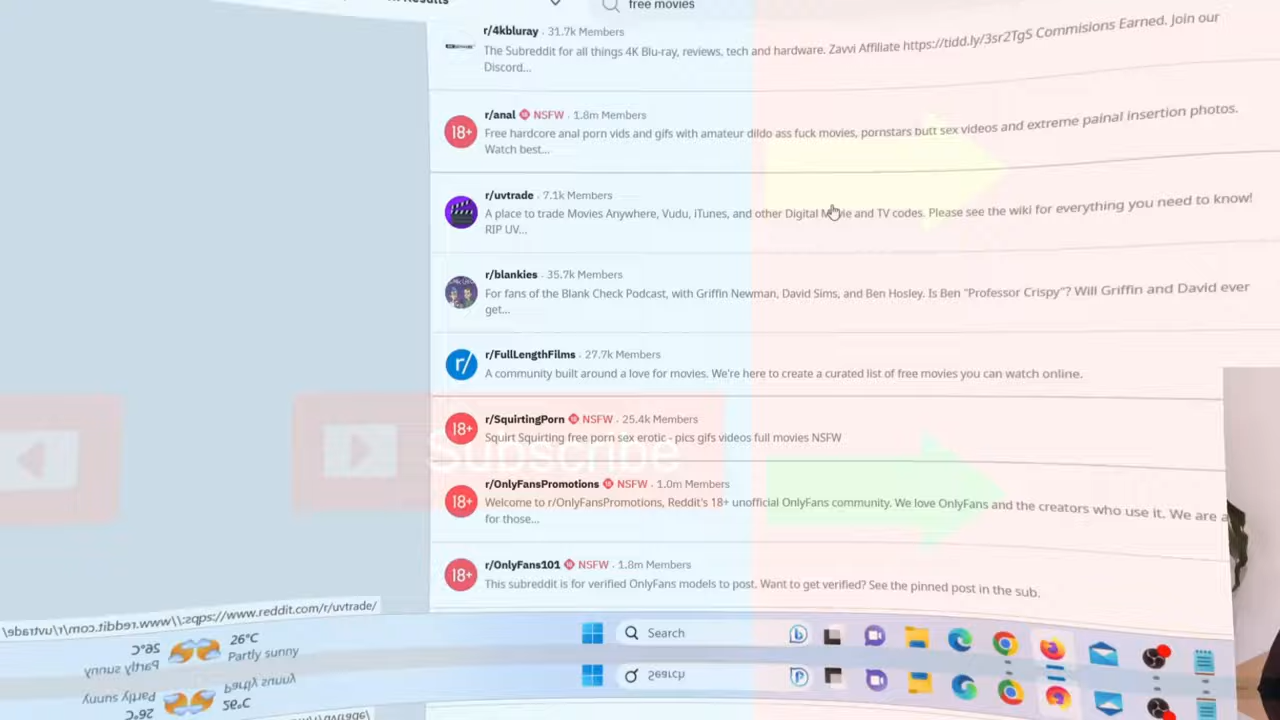 free movies
r/4kbluray · 31.7k Members
The Subreddit for all things 4K Blu-ray, reviews, tech and hardware. Zavvi Affiliate https://tidd.ly/3sr2TgS Commisions Earned. Join our
Discord...
r/anal NSFW · 1.8m Members
Free hardcore anal porn vids and gifs with amateur dildo ass fuck movies, pornstars butt sex videos and extreme painal insertion photos.
Watch best...
r/uvtrade · 7.1k Members
A place to trade Movies Anywhere, Vudu, iTunes, and other Digital Movie and TV codes. Please see the wiki for everything you need to know!
RIP UV...
r/blankies · 35.7k Members
For fans of the Blank Check Podcast, with Griffin Newman, David Sims, and Ben Hosley. Is Ben "Professor Crispy"? Will Griffin and David ever
get...
r/FullLengthFilms · 27.7k Members
A community built around a love for movies. We're here to create a curated list of free movies you can watch online.
r/SquirtingPorn NSFW · 25.4k Members
Squirt Squirting free porn sex erotic - pics gifs videos full movies NSFW
Subscribe
r/OnlyFansPromotions NSFW · 1.0m Members
Welcome to r/OnlyFansPromotions, Reddit's 18+ unofficial OnlyFans community. We love OnlyFans and the creators who use it. We are a
for those...
r/OnlyFans101 NSFW · 1.8m Members
This subreddit is for verified OnlyFans models to post. Want to get verified? See the pinned post in the sub.
18+
18+
18+
18+
://www.reddit.com/r/uvtrade/
26°C
Partly sunny
Search